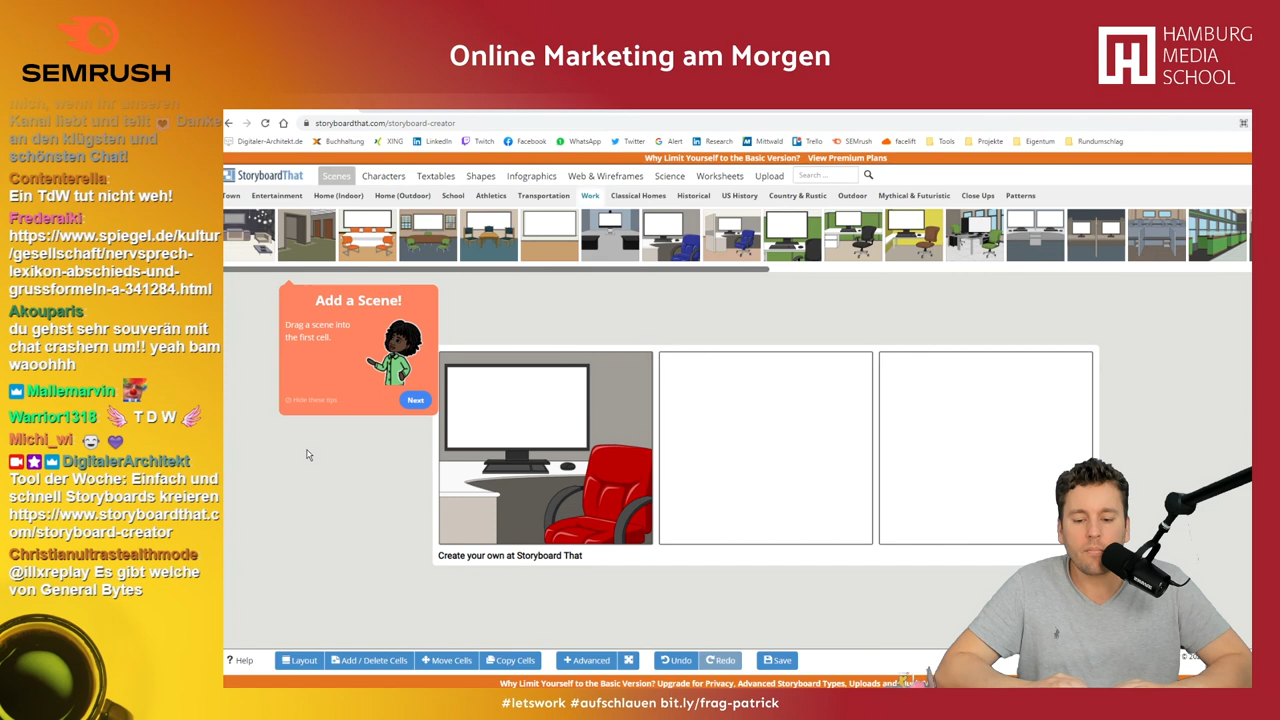 SEMRUSH
Online Marketing am Morgen
HAMBURG
MEDIA
SCHOOL
mich, wenn ihr unseren
Kanal liebt und teilt Danke
an den klügsten und
schönsten Chat!
Contenterella:
Ein TdW tut nicht weh!
Frederaiki:
https://www.spiegel.de/kultur
/gesellschaft/nervsprech-
lexikon-abschieds-und-
grussformeln-a-341284.html
Akouparis:
du gehst sehr souverän mit
chat crashern um!! yeah bam
waoohhh
Mallemarvin
Warrior1318 T D W
Michi_wi
DigitalerArchitekt
Tool der Woche: Einfach und
schnell Storyboards kreieren
https://www.storyboardthat.c
om/storyboard-creator
Christianultrastealthmode
@illxreplay Es gibt welche
von General Bytes
storyboardthat.com/storyboard-creator
Digitaler-Architekt.de Buchhaltung XING LinkedIn Twitch Facebook WhatsApp Twitter Alert Research Mittwald Trello SEMrush facelift Tools Projekte Eigentum Rundumschlag
Why Limit Yourself to the Basic Version? View Premium Plans
StoryboardThat Scenes Characters Textables Shapes Infographics Web & Wireframes Science Worksheets Upload Search ...
Town Entertainment Home (Indoor) Home (Outdoor) School Athletics Transportation Work Classical Homes Historical US History Country & Rustic Outdoor Mythical & Futuristic Close Ups Patterns
Add a Scene!
Drag a scene into
the first cell.
Hide these tips
Next
Create your own at Storyboard That
? Help Layout Add / Delete Cells Move Cells Copy Cells + Advanced Undo Redo Save
© 20
Why Limit Yourself to the Basic Version? Upgrade for Privacy, Advanced Storyboard Types, Uploads and
#letswork #aufschlauen bit.ly/frag-patrick